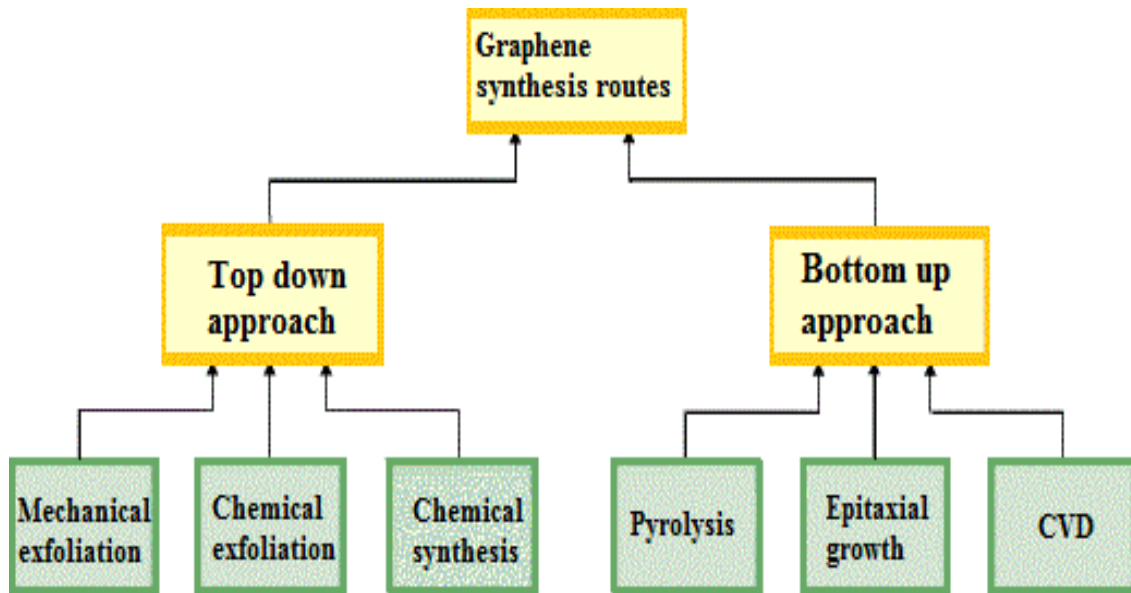 Graphene
synthesis routes
Top down
approach
Bottom up
approach
Mechanical
exfoliation
Chemical
exfoliation
Chemical
synthesis
Pyrolysis
Epitaxial
growth
CVD